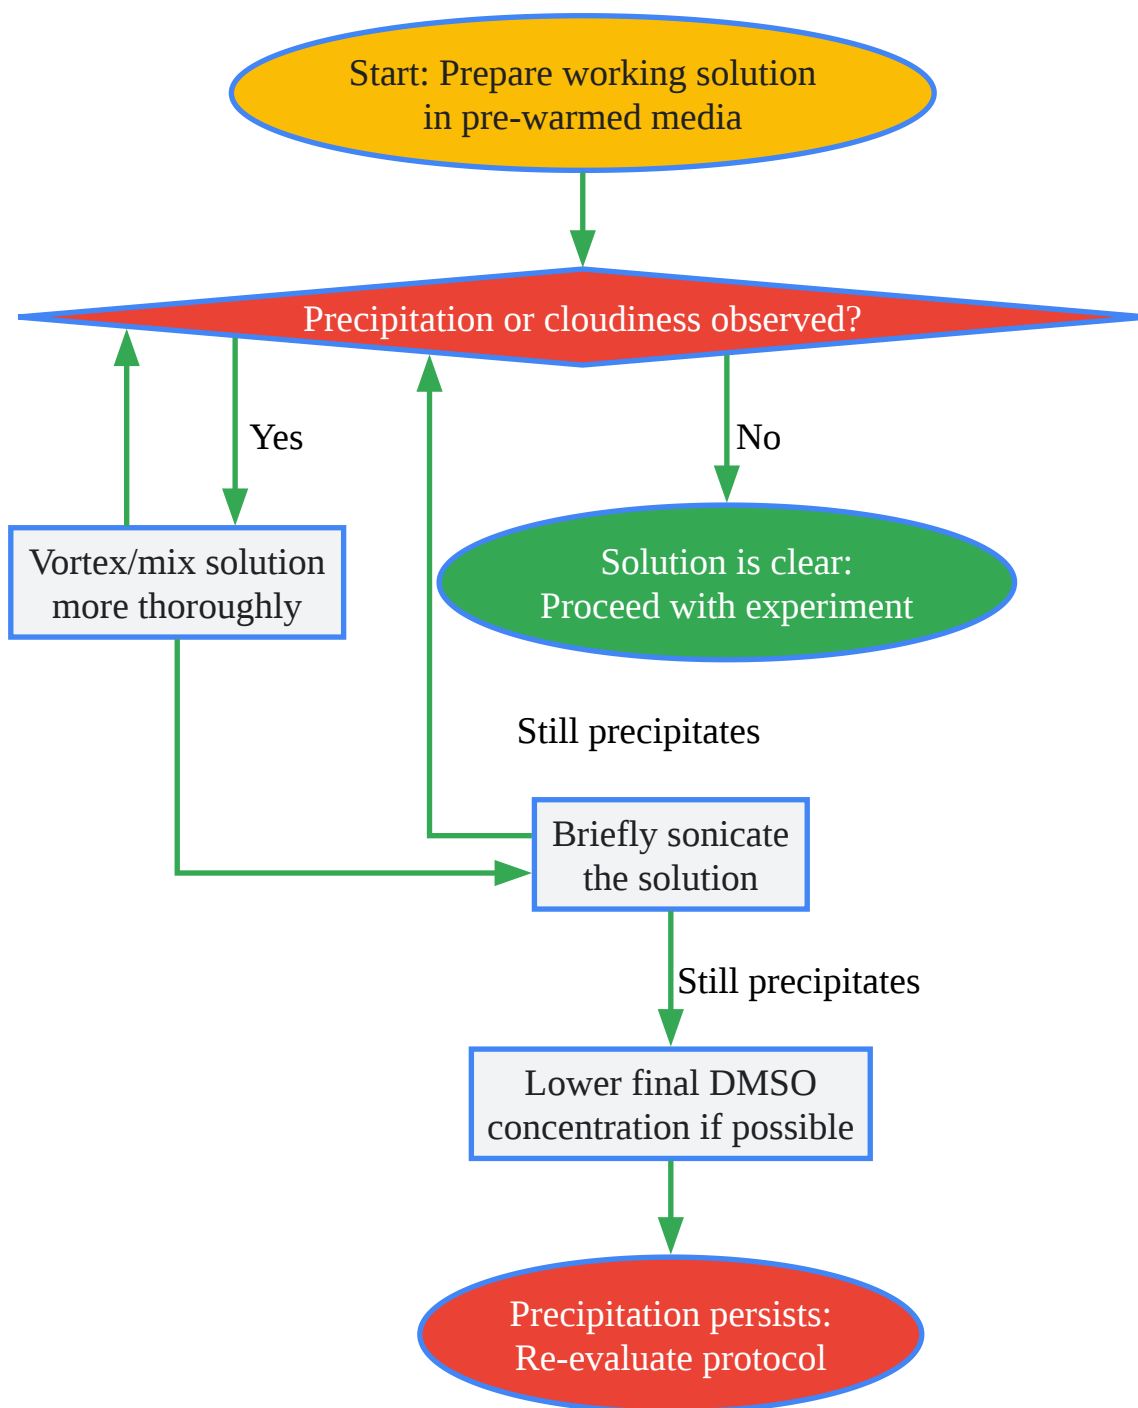 Start: Prepare working solution
in pre-warmed media
Precipitation or cloudiness observed?
Yes
No
Vortex/mix solution
more thoroughly
Solution is clear:
Proceed with experiment
Still precipitates
Briefly sonicate
the solution
Still precipitates
Lower final DMSO
concentration if possible
Precipitation persists:
Re-evaluate protocol